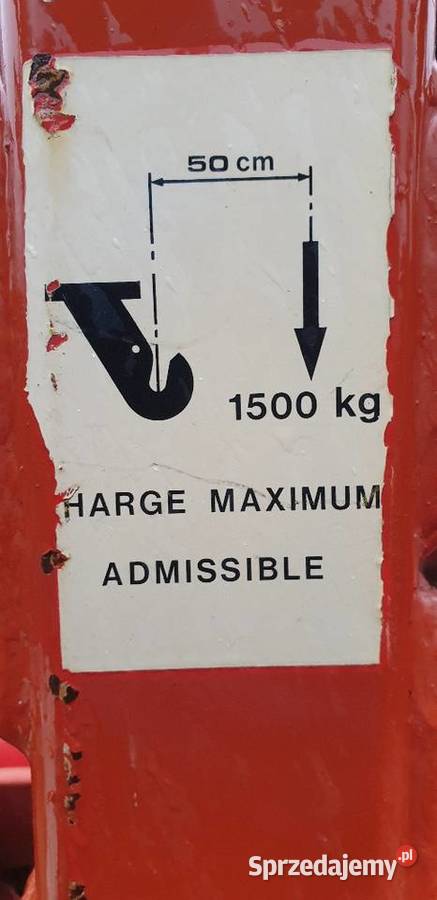 50 cm
1500 kg
HARGE MAXIMUM
ADMISSIBLE
Sprzedajemy.pl